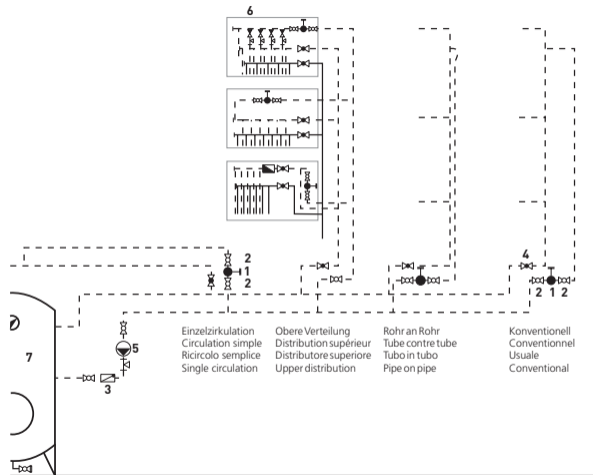 6
4
2
1
2
2 1 2
5
7
3
Einzelzirkulation
Circulation simple
Ricircolo semplice
Single circulation
Obere Verteilung
Distribution supérieur
Distributore superiore
Upper distribution
Rohr an Rohr
Tube contre tube
Tubo in tubo
Pipe on pipe
Konventionell
Conventionnel
Usuale
Conventional